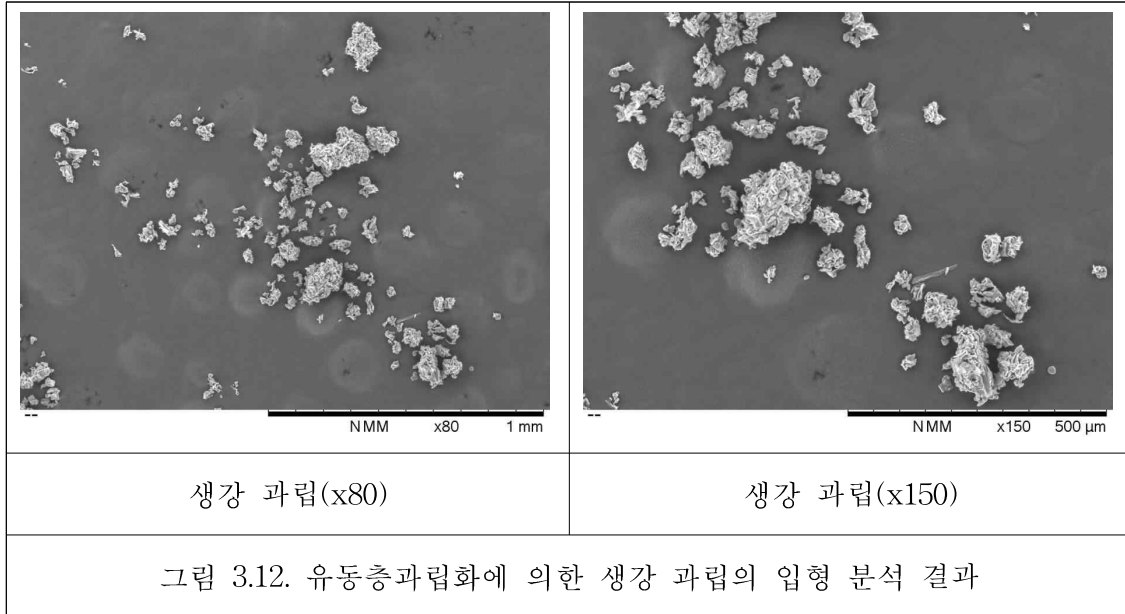 NMM x80 1 mm
NMM x150 500 µm
생강 과립(x80)
생강 과립(x150)
그림 3.12. 유동층과립화에 의한 생강 과립의 입형 분석 결과